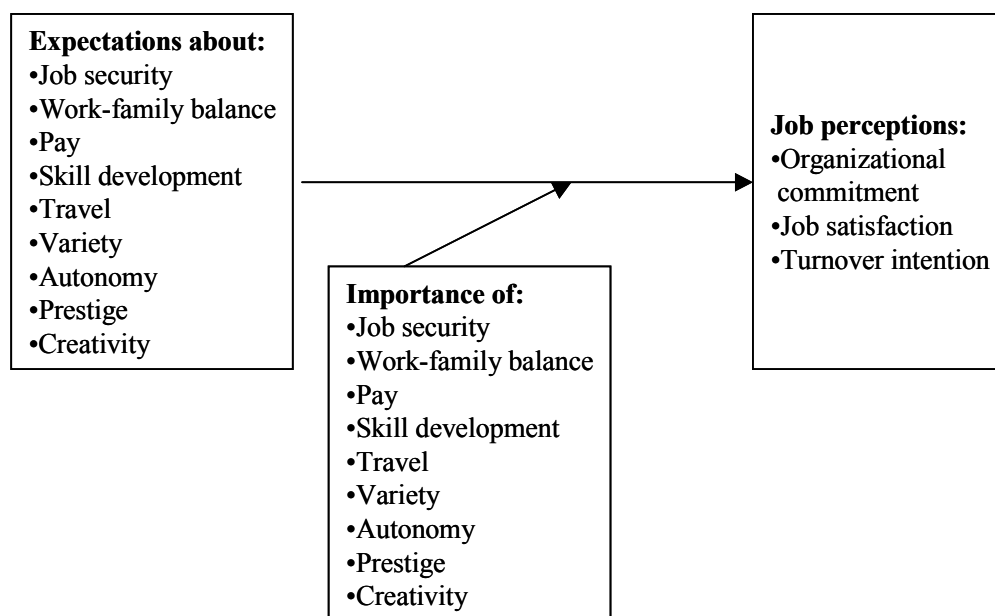 Expectations about:
•Job security
•Work-family balance
•Pay
•Skill development
•Travel
•Variety
•Autonomy
•Prestige
•Creativity
Importance of:
•Job security
•Work-family balance
•Pay
•Skill development
•Travel
•Variety
•Autonomy
•Prestige
•Creativity
Job perceptions:
•Organizational
commitment
•Job satisfaction
•Turnover intention